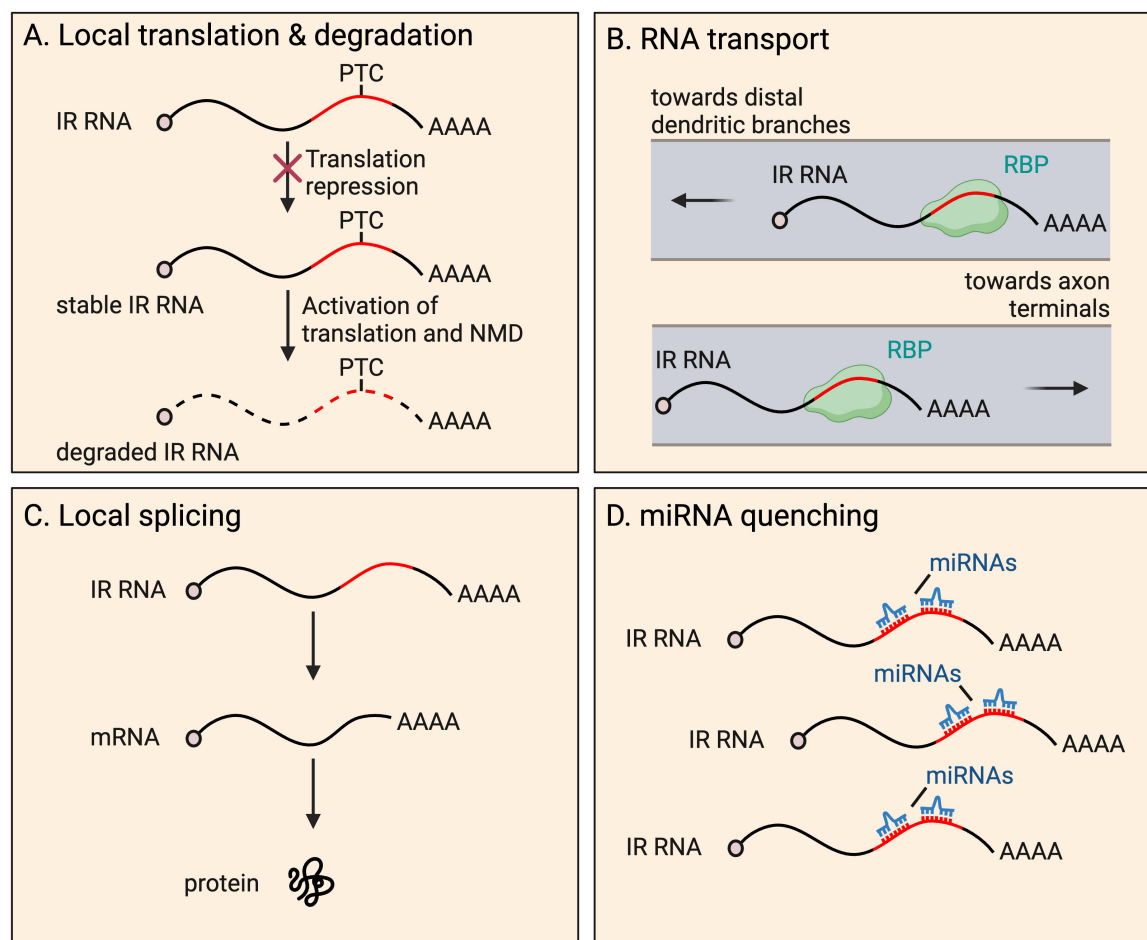 A. Local translation & degradation
PTC
IR RNA
AAAA
Translation
repression
PTC
AAAA
stable IR RNA
Activation of
translation and NMD
PTC
AAAA
degraded IR RNA
B. RNA transport
towards distal
dendritic branches
RBP
IR RNA
AAAA
towards axon
terminals
RBP
IR RNA
AAAA
C. Local splicing
IR RNA
AAAA
mRNA
AAAA
protein
D. miRNA quenching
miRNAs
IR RNA
AAAA
miRNAs
IR RNA
AAAA
miRNAs
IR RNA
AAAA